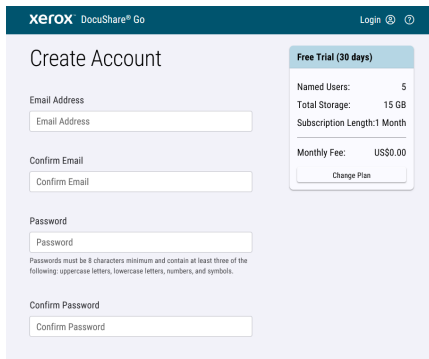 xerox™ DocuShare® Go
Login
Create Account
Email Address
Email Address
Confirm Email
Confirm Email
Password
Password
Passwords must be 8 characters minimum and contain at least three of the
following: uppercase letters, lowercase letters, numbers, and symbols.
Confirm Password
Confirm Password
Free Trial (30 days)
Named Users: 5
Total Storage: 15 GB
Subscription Length:1 Month
Monthly Fee: US$0.00
Change Plan